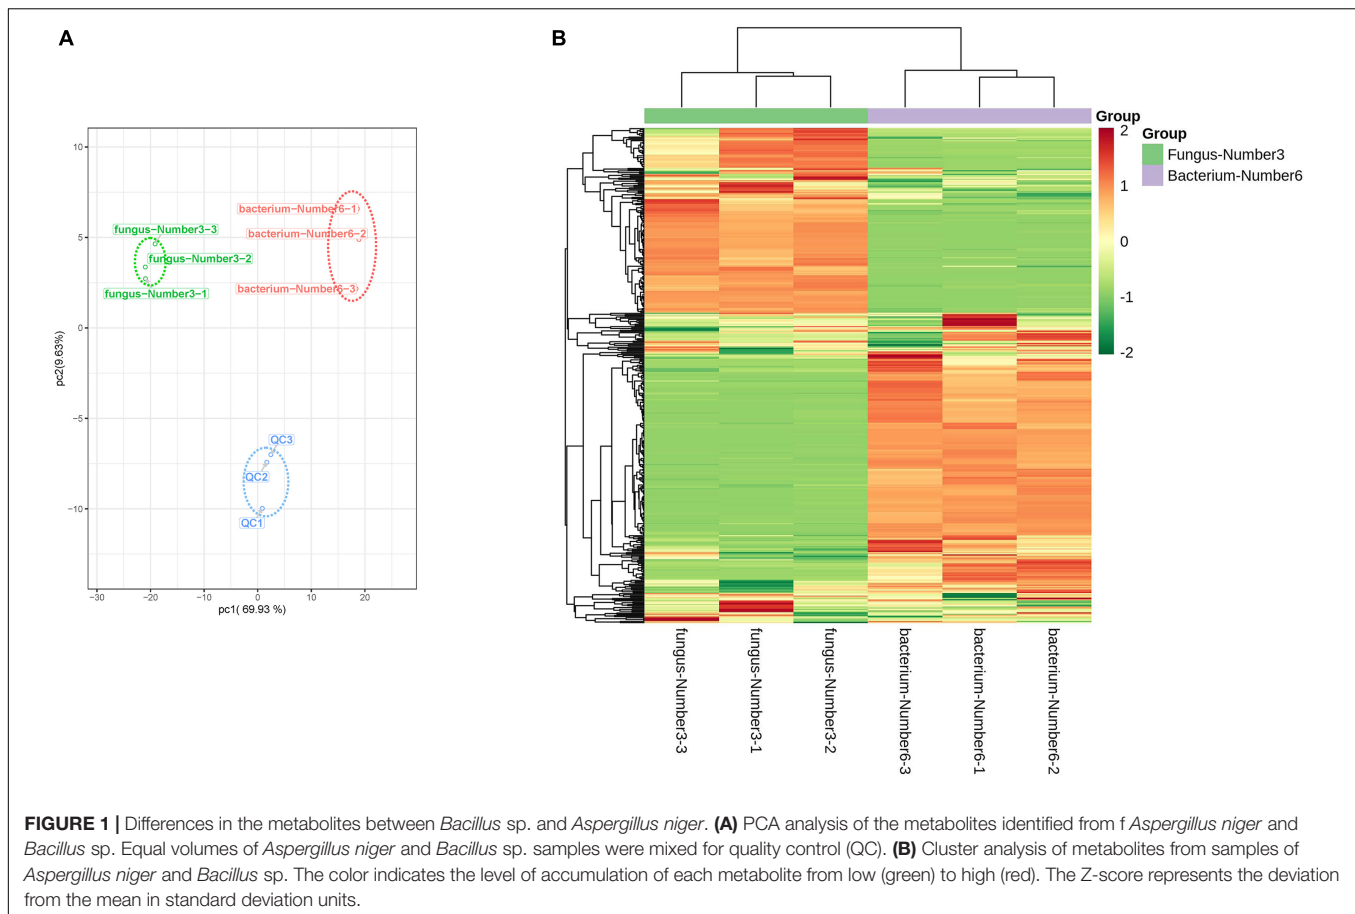 A
B
10
5
0
−5
−10
pc2(9.63%)
−30
−20
−10
0
10
20
pc1( 69.93 %)
fungus−Number3−3
fungus−Number3−2
fungus−Number3−1
bacterium−Number6−1
bacterium−Number6−2
bacterium−Number6−3
QC3
QC2
QC1
Group
2
1
0
-1
-2
Group
Fungus-Number3
Bacterium-Number6
fungus-Number3-3
fungus-Number3-1
fungus-Number3-2
bacterium-Number6-3
bacterium-Number6-1
bacterium-Number6-2
FIGURE 1 | Differences in the metabolites between Bacillus sp. and Aspergillus niger. (A) PCA analysis of the metabolites identified from f Aspergillus niger and
Bacillus sp. Equal volumes of Aspergillus niger and Bacillus sp. samples were mixed for quality control (QC). (B) Cluster analysis of metabolites from samples of
Aspergillus niger and Bacillus sp. The color indicates the level of accumulation of each metabolite from low (green) to high (red). The Z-score represents the deviation
from the mean in standard deviation units.